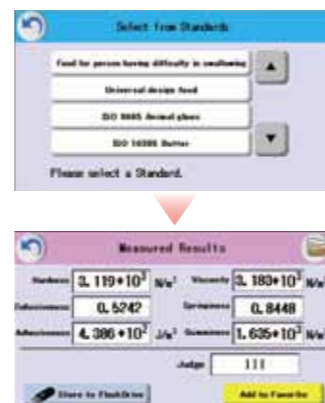 Select from Standards
Food for person having difficulty in swallowing
Universal design food
ISO 9665 Animal glues
ISO 16305 Butter
Please select a Standard.
Measured Results
Hardness 3. 119*10³ N/m² Viscosity 3. 183*10³ N/m²
Cohesiveness 0. 5242 Springiness 0. 8448
Adhesiveness 4. 386*10² J/m³ Gumminess 1. 635*10³ N/m²
Judge III
Store to FlashDrive Add to Favorite